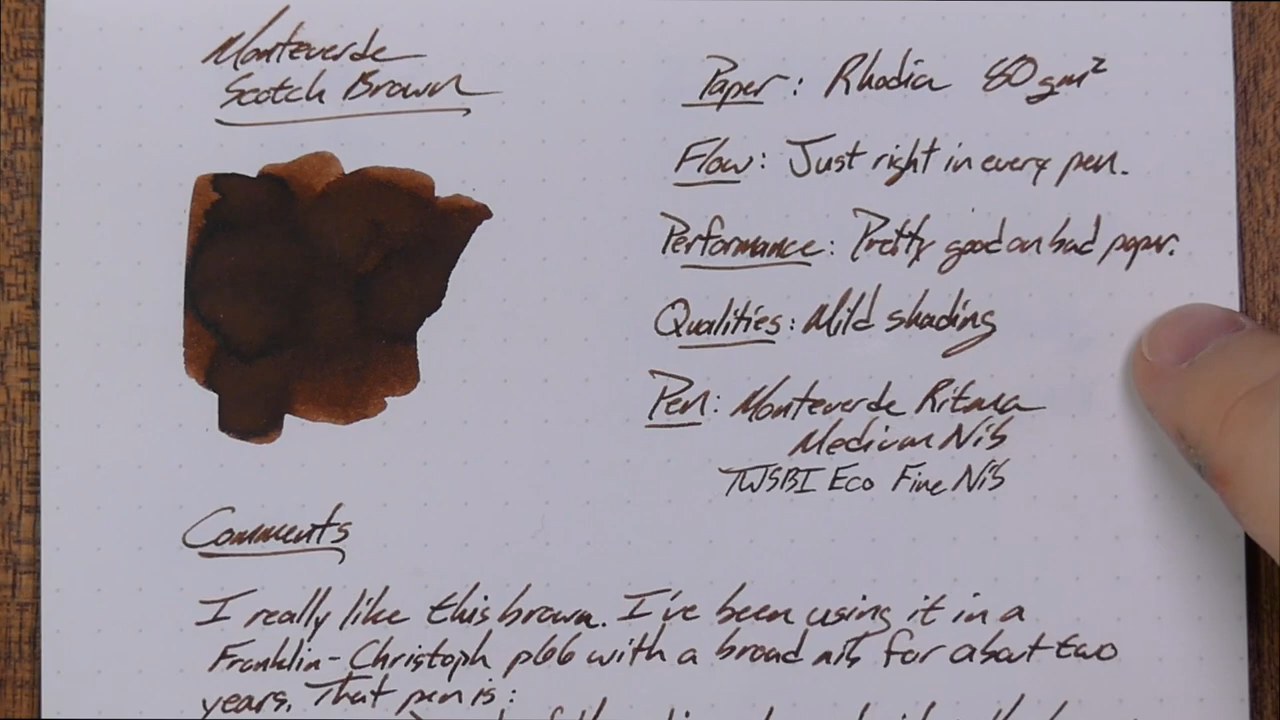 Monteverde
Scotch Brown
Paper: Rhodia 80 gm²
Flow: Just right in every pen.
Performance: Pretty good on bad paper.
Qualities: Mild shading
Pen: Monteverde Ritma
Medium Nib
TWSBI Eco Fine Nib
Comments
I really like this brown. I've been using it in a
Franklin-Christoph p66 with a broad nib for about two
years. That pen is: